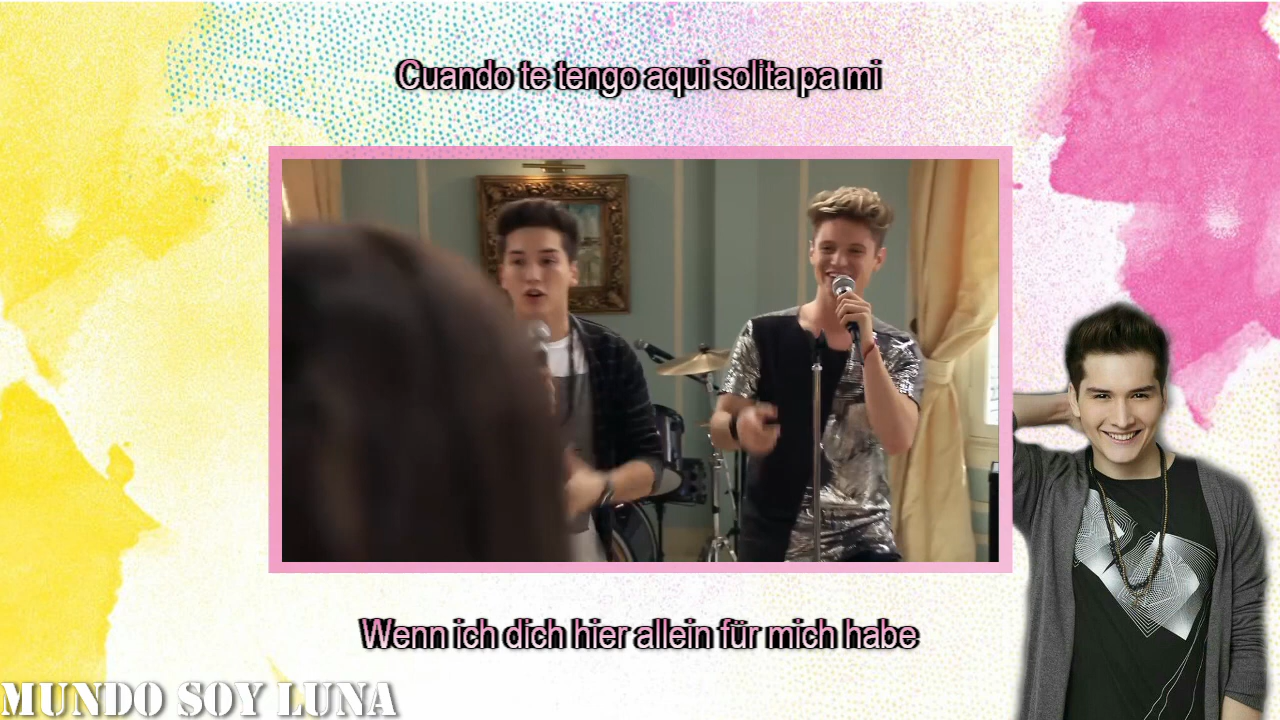 Cuando te tengo aqui solita pa mi
Wenn ich dich hier allein für mich habe
MUNDO SOY LUNA